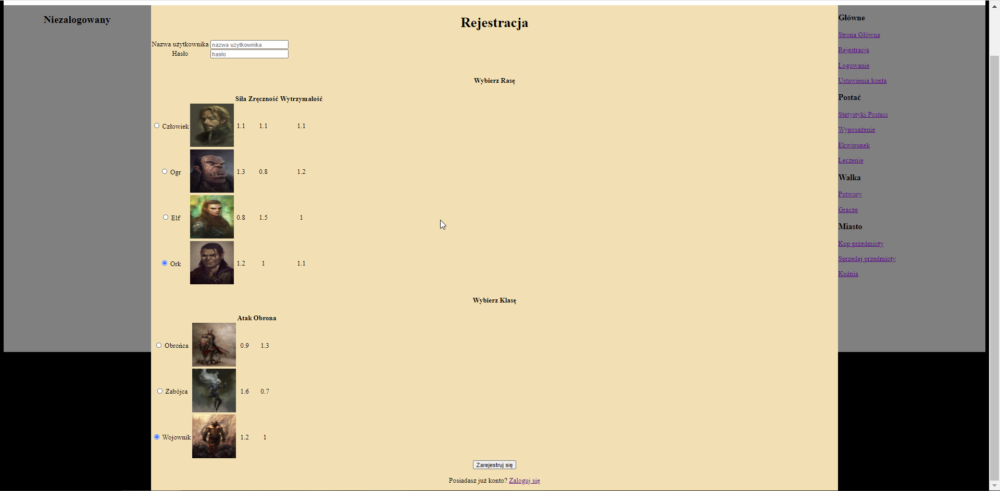 Niezalogowany
Rejestracja
Nazwa użytkownika nazwa użytkownika
Hasło hasło
Wybierz Rasę
Siła Zręczność Wytrzymałość
Człowiek 1.1 1.1 1.1
Ogr 1.3 0.8 1.2
Elf 0.8 1.5 1
Ork 1.2 1 1.1
Wybierz Klasę
Atak Obrona
Obrońca 0.9 1.3
Zabójca 1.6 0.7
Wojownik 1.2 1
Zarejestruj się
Posiadasz już konto? Zaloguj się
Główne
Strona Główna
Rejestracja
Logowanie
Ustawienia konta
Postać
Statystyki Postaci
Wyposażenie
Ekwipunek
Leczenie
Walka
Potwory
Gracze
Miasto
Kup przedmioty
Sprzedaj przedmioty
Kuźnia